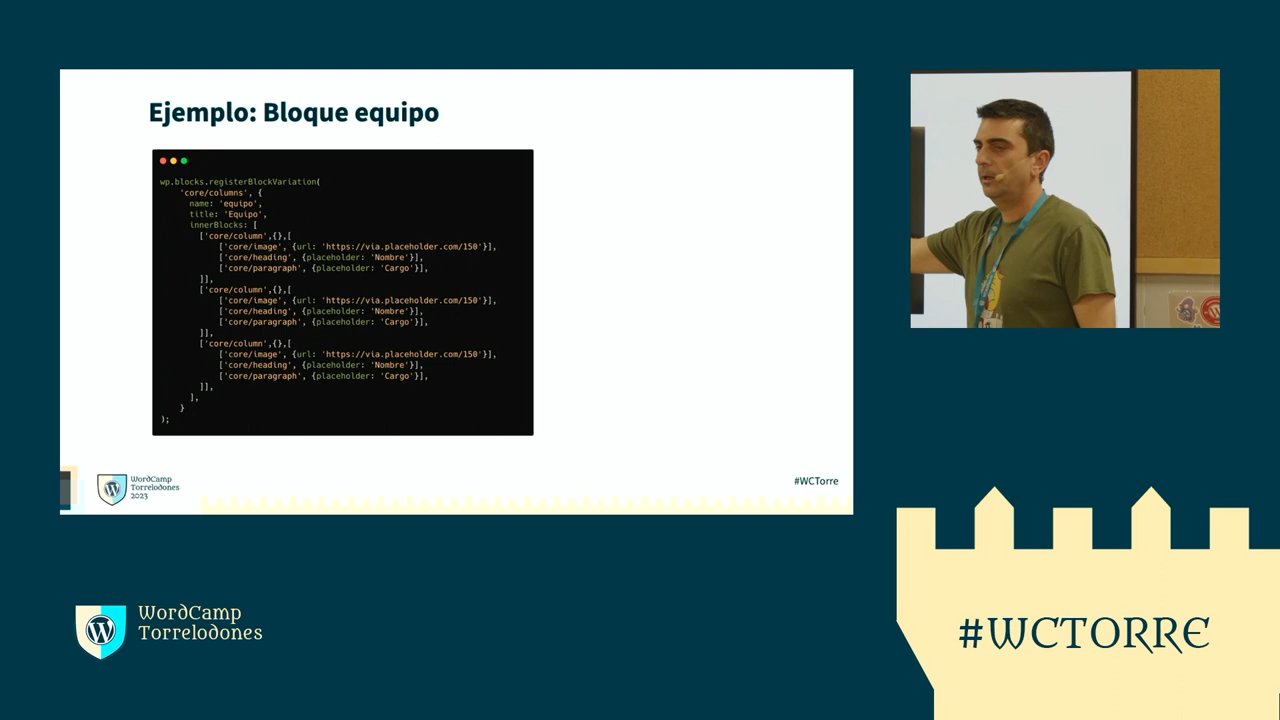 Ejemplo: Bloque equipo
wp.blocks.registerBlockVariation(
'core/columns', {
name: 'equipo',
title: 'Equipo',
innerBlocks: [
['core/column',{},[
['core/image', {url: 'https://via.placeholder.com/150'}],
['core/heading', {placeholder: 'Nombre'}],
['core/paragraph', {placeholder: 'Cargo'}],
]],
['core/column',{},[
['core/image', {url: 'https://via.placeholder.com/150'}],
['core/heading', {placeholder: 'Nombre'}],
['core/paragraph', {placeholder: 'Cargo'}],
]],
['core/column',{},[
['core/image', {url: 'https://via.placeholder.com/150'}],
['core/heading', {placeholder: 'Nombre'}],
['core/paragraph', {placeholder: 'Cargo'}],
]],
],
}
);
WordCamp
Torrelodones
2023
#WCTorre
WordCamp
Torrelodones
#WCTORRE